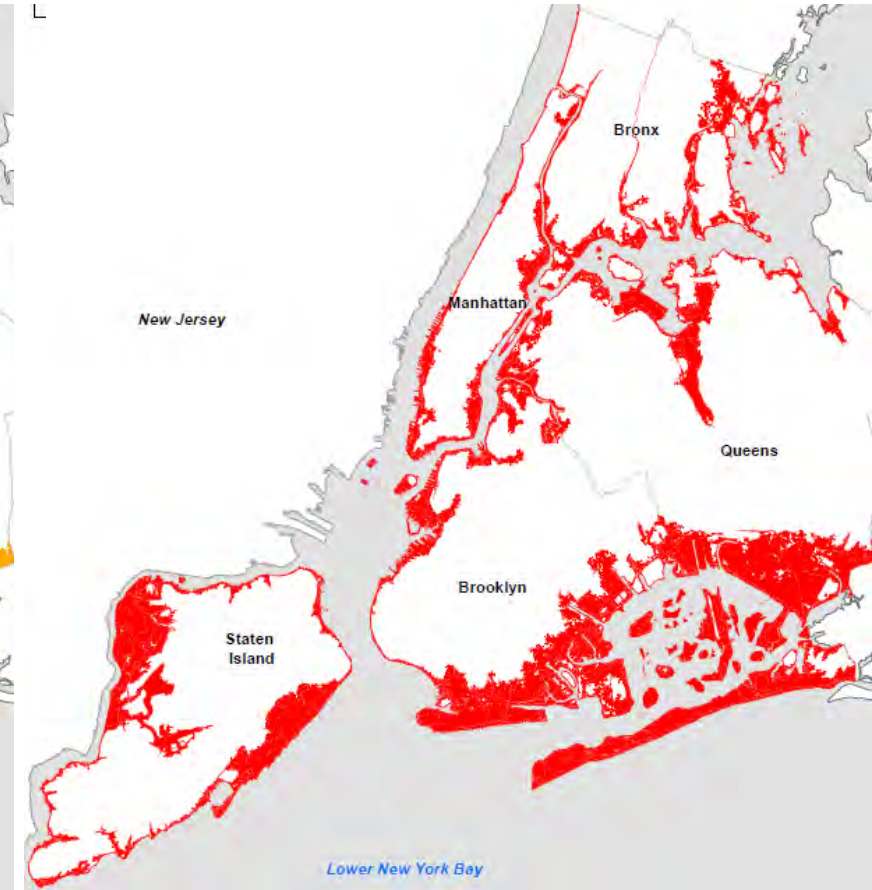 Bronx
Manhattan
New Jersey
Queens
Brooklyn
Staten
Island
Lower New York Bay